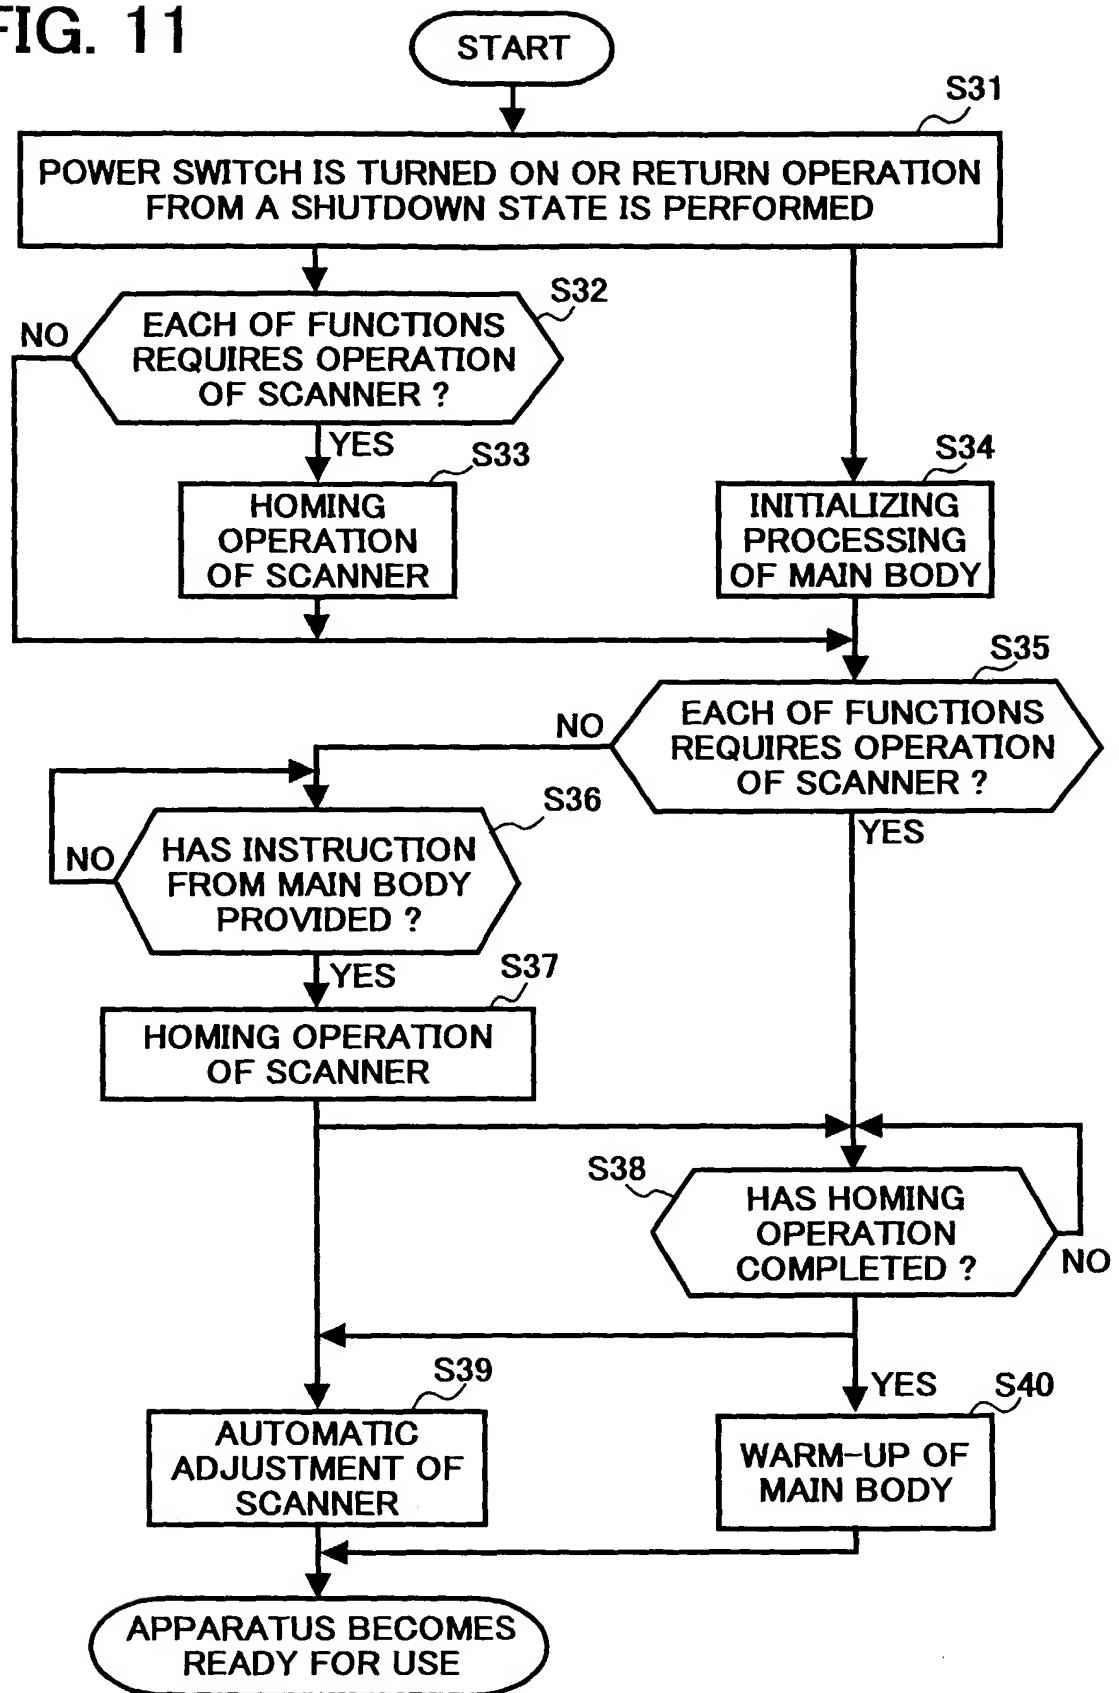 FIG. 11
START
S31
POWER SWITCH IS TURNED ON OR RETURN OPERATION
FROM A SHUTDOWN STATE IS PERFORMED
S32
NO
EACH OF FUNCTIONS
REQUIRES OPERATION
OF SCANNER ?
YES
S33
HOMING
OPERATION
OF SCANNER
S34
INITIALIZING
PROCESSING
OF MAIN BODY
S35
NO
EACH OF FUNCTIONS
REQUIRES OPERATION
OF SCANNER ?
YES
S36
NO
HAS INSTRUCTION
FROM MAIN BODY
PROVIDED ?
YES
S37
HOMING OPERATION
OF SCANNER
S38
HAS HOMING
OPERATION
COMPLETED ?
NO
YES
S39
AUTOMATIC
ADJUSTMENT OF
SCANNER
S40
WARM-UP OF
MAIN BODY
APPARATUS BECOMES
READY FOR USE